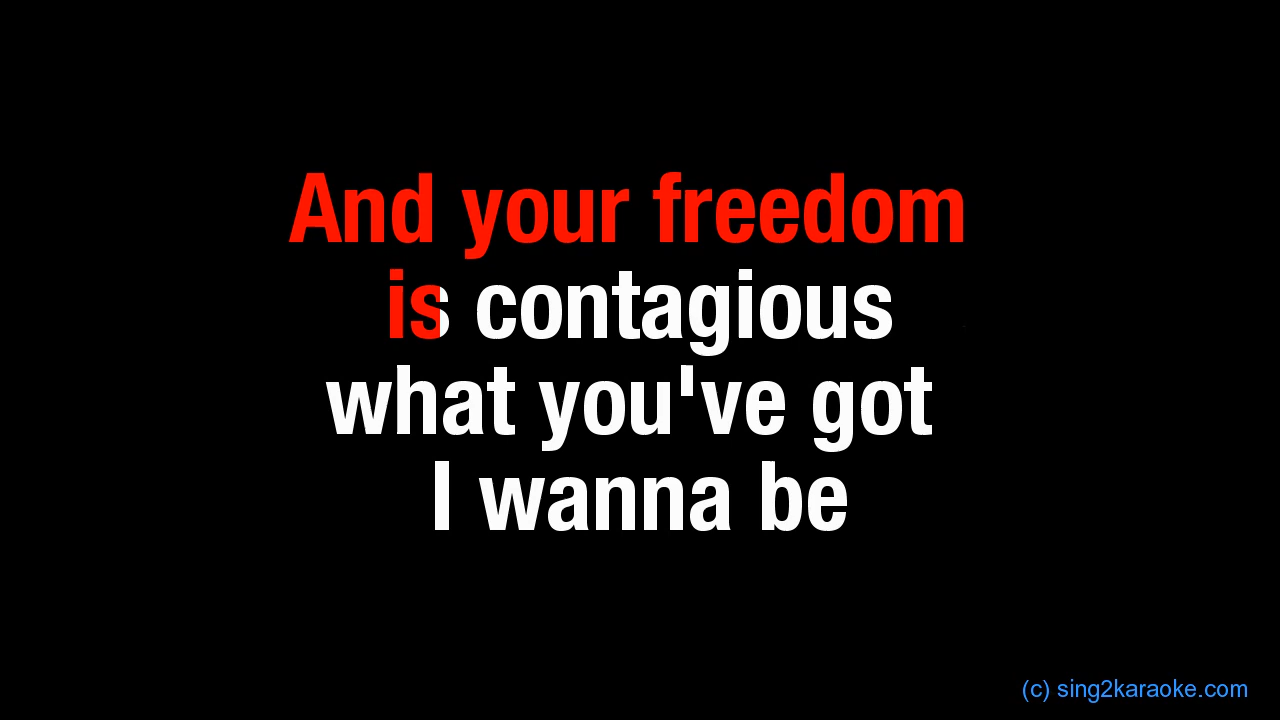 And your freedom
is contagious
what you've got
I wanna be
(c) sing2karaoke.com